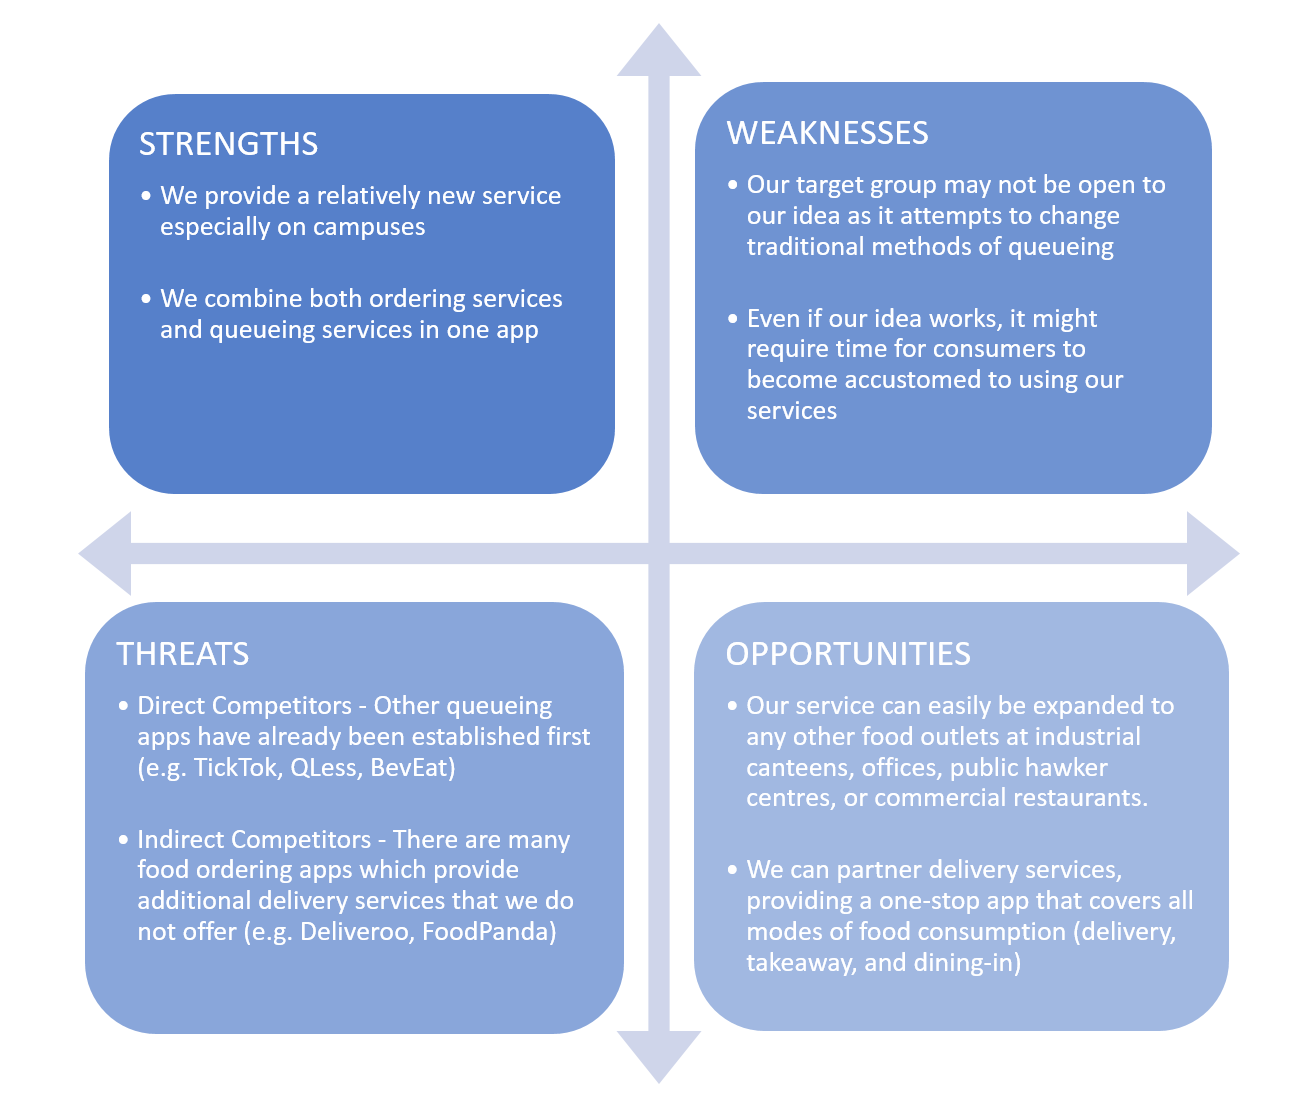 STRENGTHS
• We provide a relatively new service
especially on campuses
• We combine both ordering services
and queueing services in one app
WEAKNESSES
• Our target group may not be open to
our idea as it attempts to change
traditional methods of queueing
• Even if our idea works, it might
require time for consumers to
become accustomed to using our
services
THREATS
• Direct Competitors - Other queueing
apps have already been established first
(e.g. TickTok, QLess, BevEat)
• Indirect Competitors - There are many
food ordering apps which provide
additional delivery services that we do
not offer (e.g. Deliveroo, FoodPanda)
OPPORTUNITIES
• Our service can easily be expanded to
any other food outlets at industrial
canteens, offices, public hawker
centres, or commercial restaurants.
• We can partner delivery services,
providing a one-stop app that covers all
modes of food consumption (delivery,
takeaway, and dining-in)